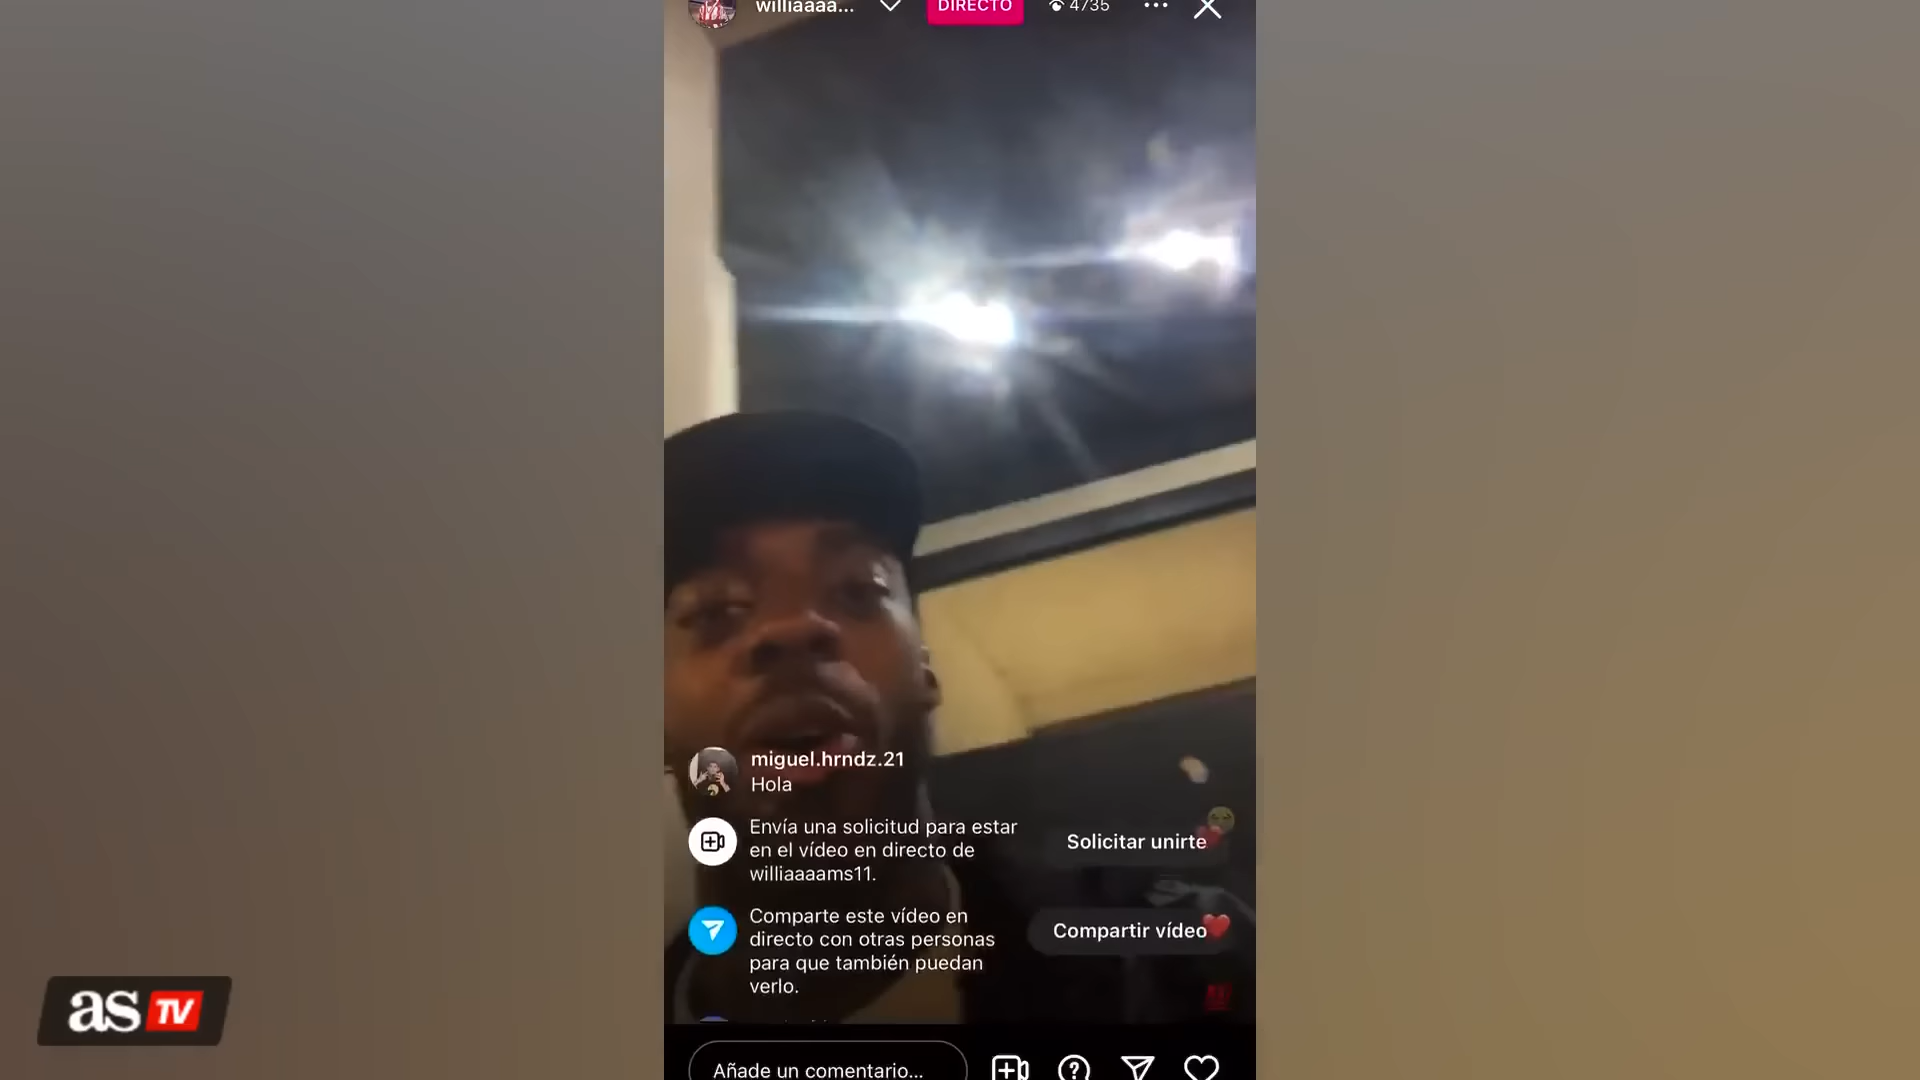 williaaaa...
DIRECTO
4735
miguel.hrndz.21
Hola
Envía una solicitud para estar
en el vídeo en directo de
williaaaams11.
Solicitar unirte
Comparte este vídeo en
directo con otras personas
para que también puedan
verlo.
Compartir vídeo
as TV
Añade un comentario...